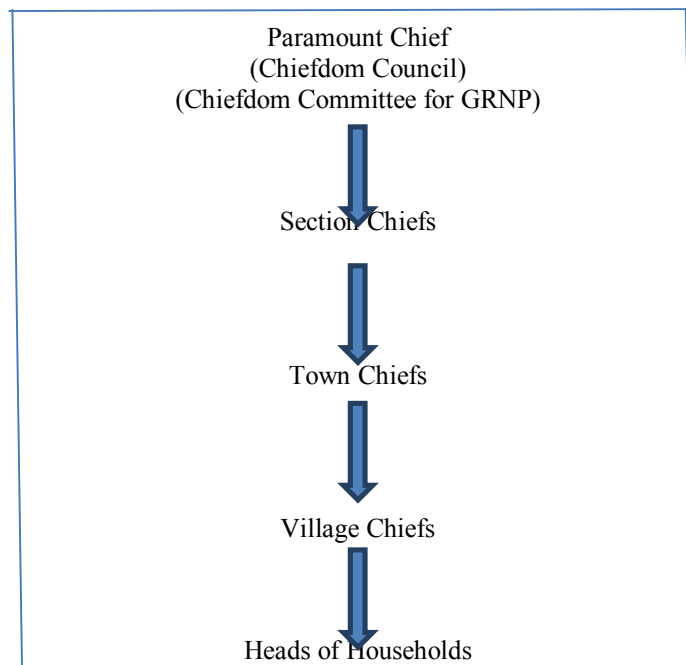 Paramount Chief
(Chiefdom Council)
(Chiefdom Committee for GRNP)
Section Chiefs
Town Chiefs
Village Chiefs
Heads of Households